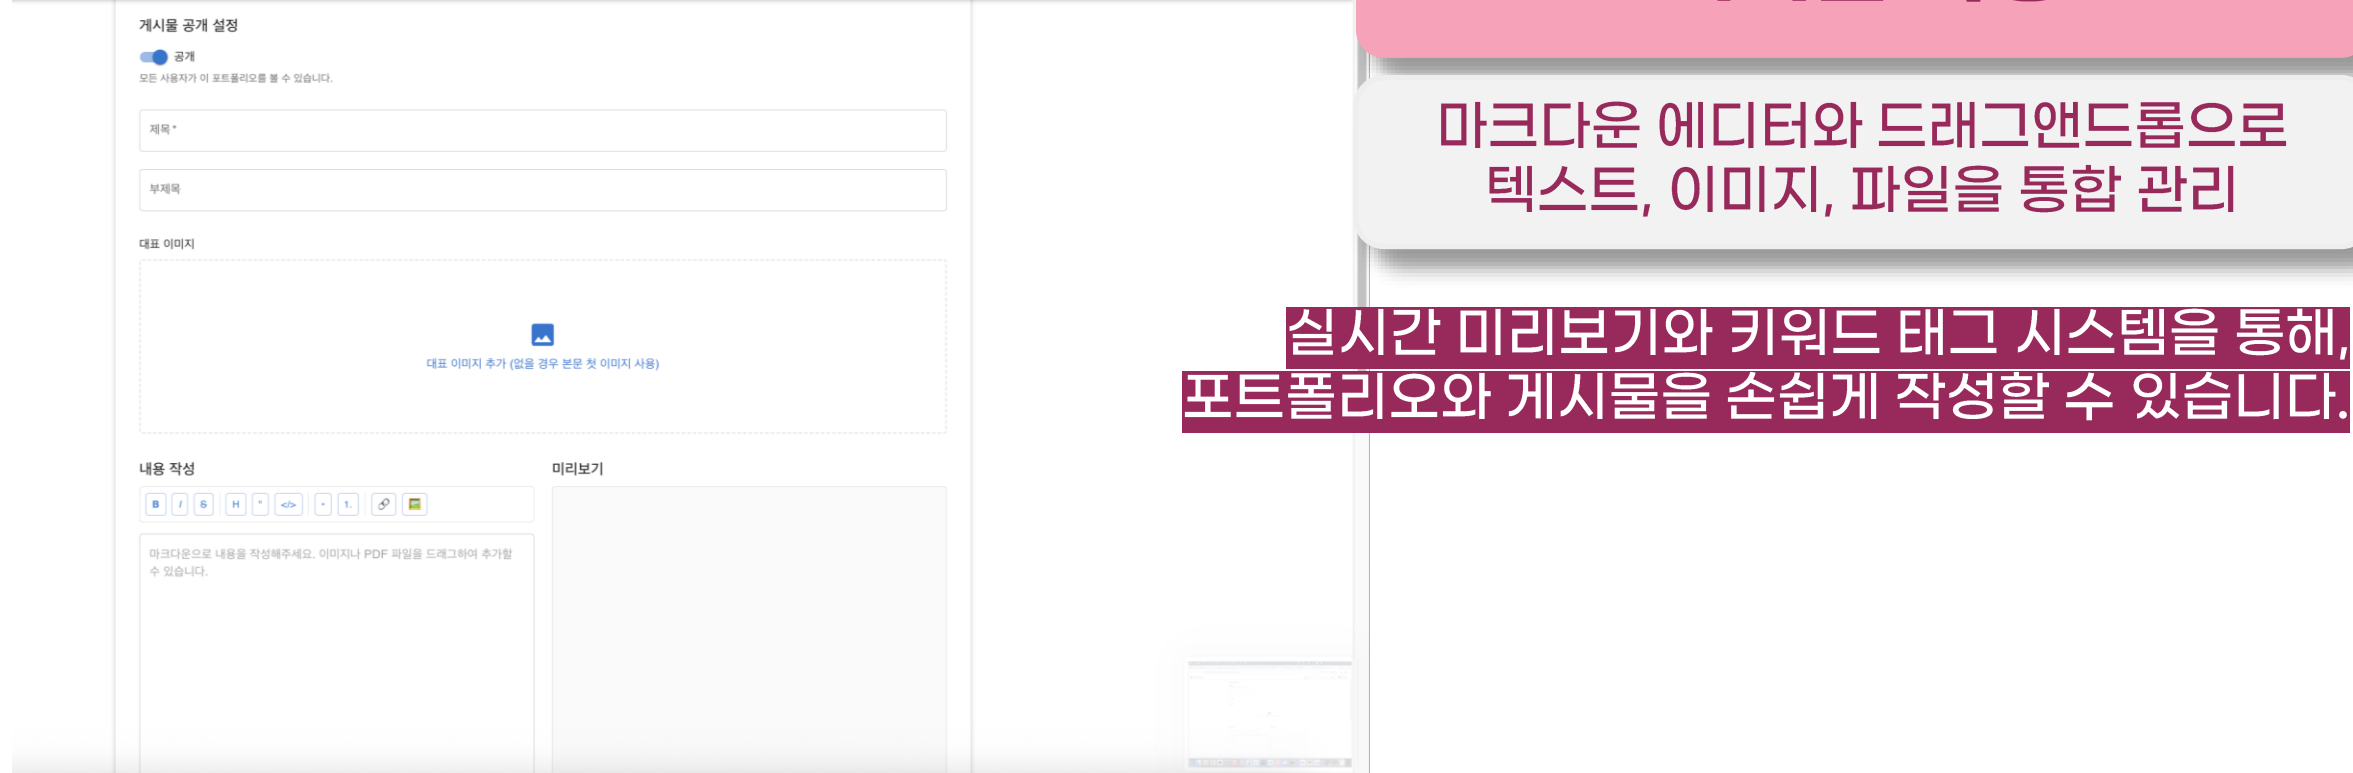 게시물 공개 설정
공개
모든 사용자가 이 포트폴리오를 볼 수 있습니다.
제목*
부제목
대표 이미지
대표 이미지 추가 (없을 경우 본문 첫 이미지 사용)
내용 작성
B I S H " </> • 1.
마크다운으로 내용을 작성해주세요. 이미지나 PDF 파일을 드래그하여 추가할
수 있습니다.
미리보기
마크다운 에디터와 드래그앤드롭으로
텍스트, 이미지, 파일을 통합 관리
실시간 미리보기와 키워드 태그 시스템을 통해,
포트폴리오와 게시물을 손쉽게 작성할 수 있습니다.